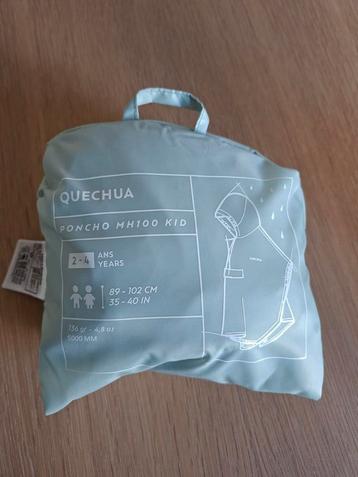 QUECHUA
PONCHO MH100 KID
2-4 ANS
YEARS
89 - 102 CM
35 - 40 IN
136 gr - 4,8 oz
5000 MM